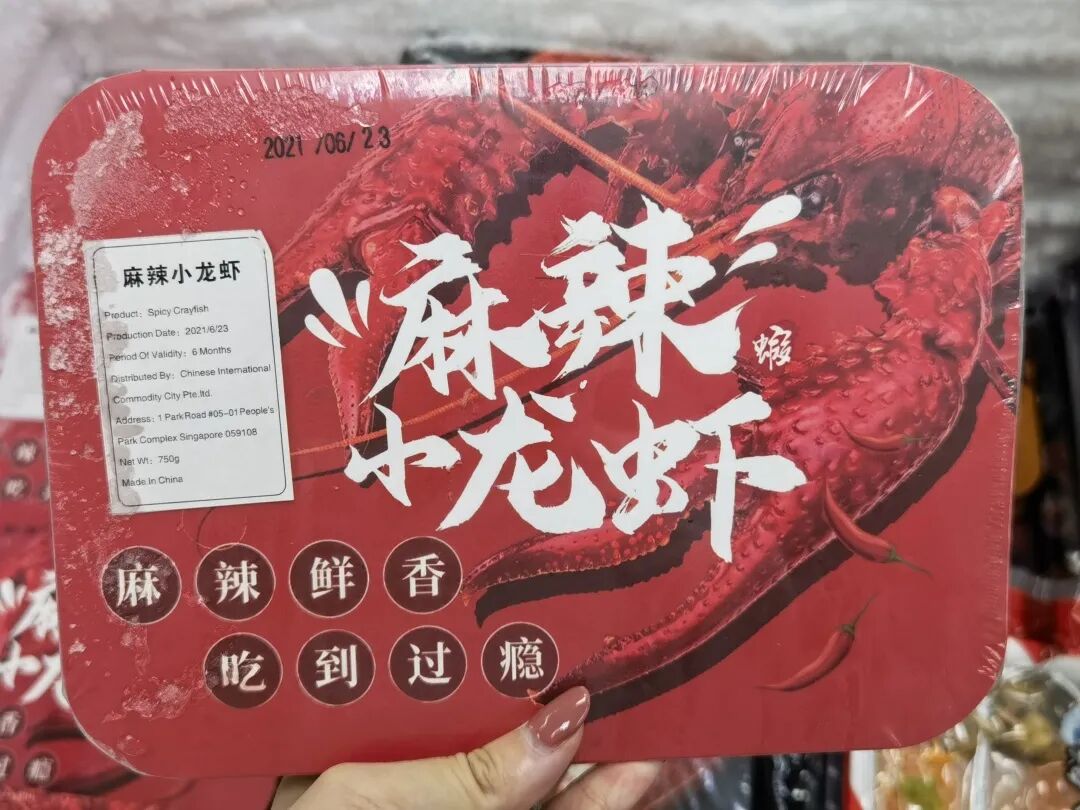 2021 /06/ 23
麻辣小龙虾
Product：Spicy Crayfish
Production Date：2021/6/23
Period Of Validity：6 Months
Distributed By：Chinese International
Commodity City Pte.ltd.
Address：1 Park Road #05-01 People's
Park Complex Singapore 059108
Net Wt：750g
Made.In China
麻辣
小龙虾
麻辣鲜香
吃到过瘾